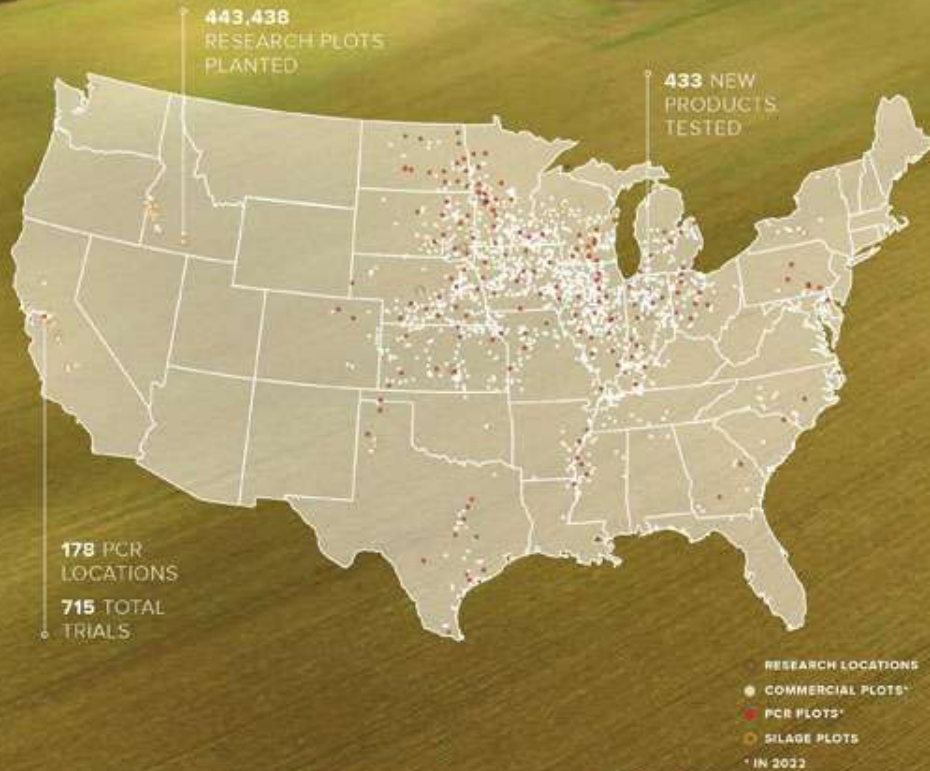 443,438
RESEARCH PLOTS
PLANTED
433 NEW
PRODUCTS
TESTED
178 PCR
LOCATIONS
715 TOTAL
TRIALS
RESEARCH LOCATIONS
COMMERCIAL PLOTS*
PCR PLOTS*
SILAGE PLOTS
* IN 2022